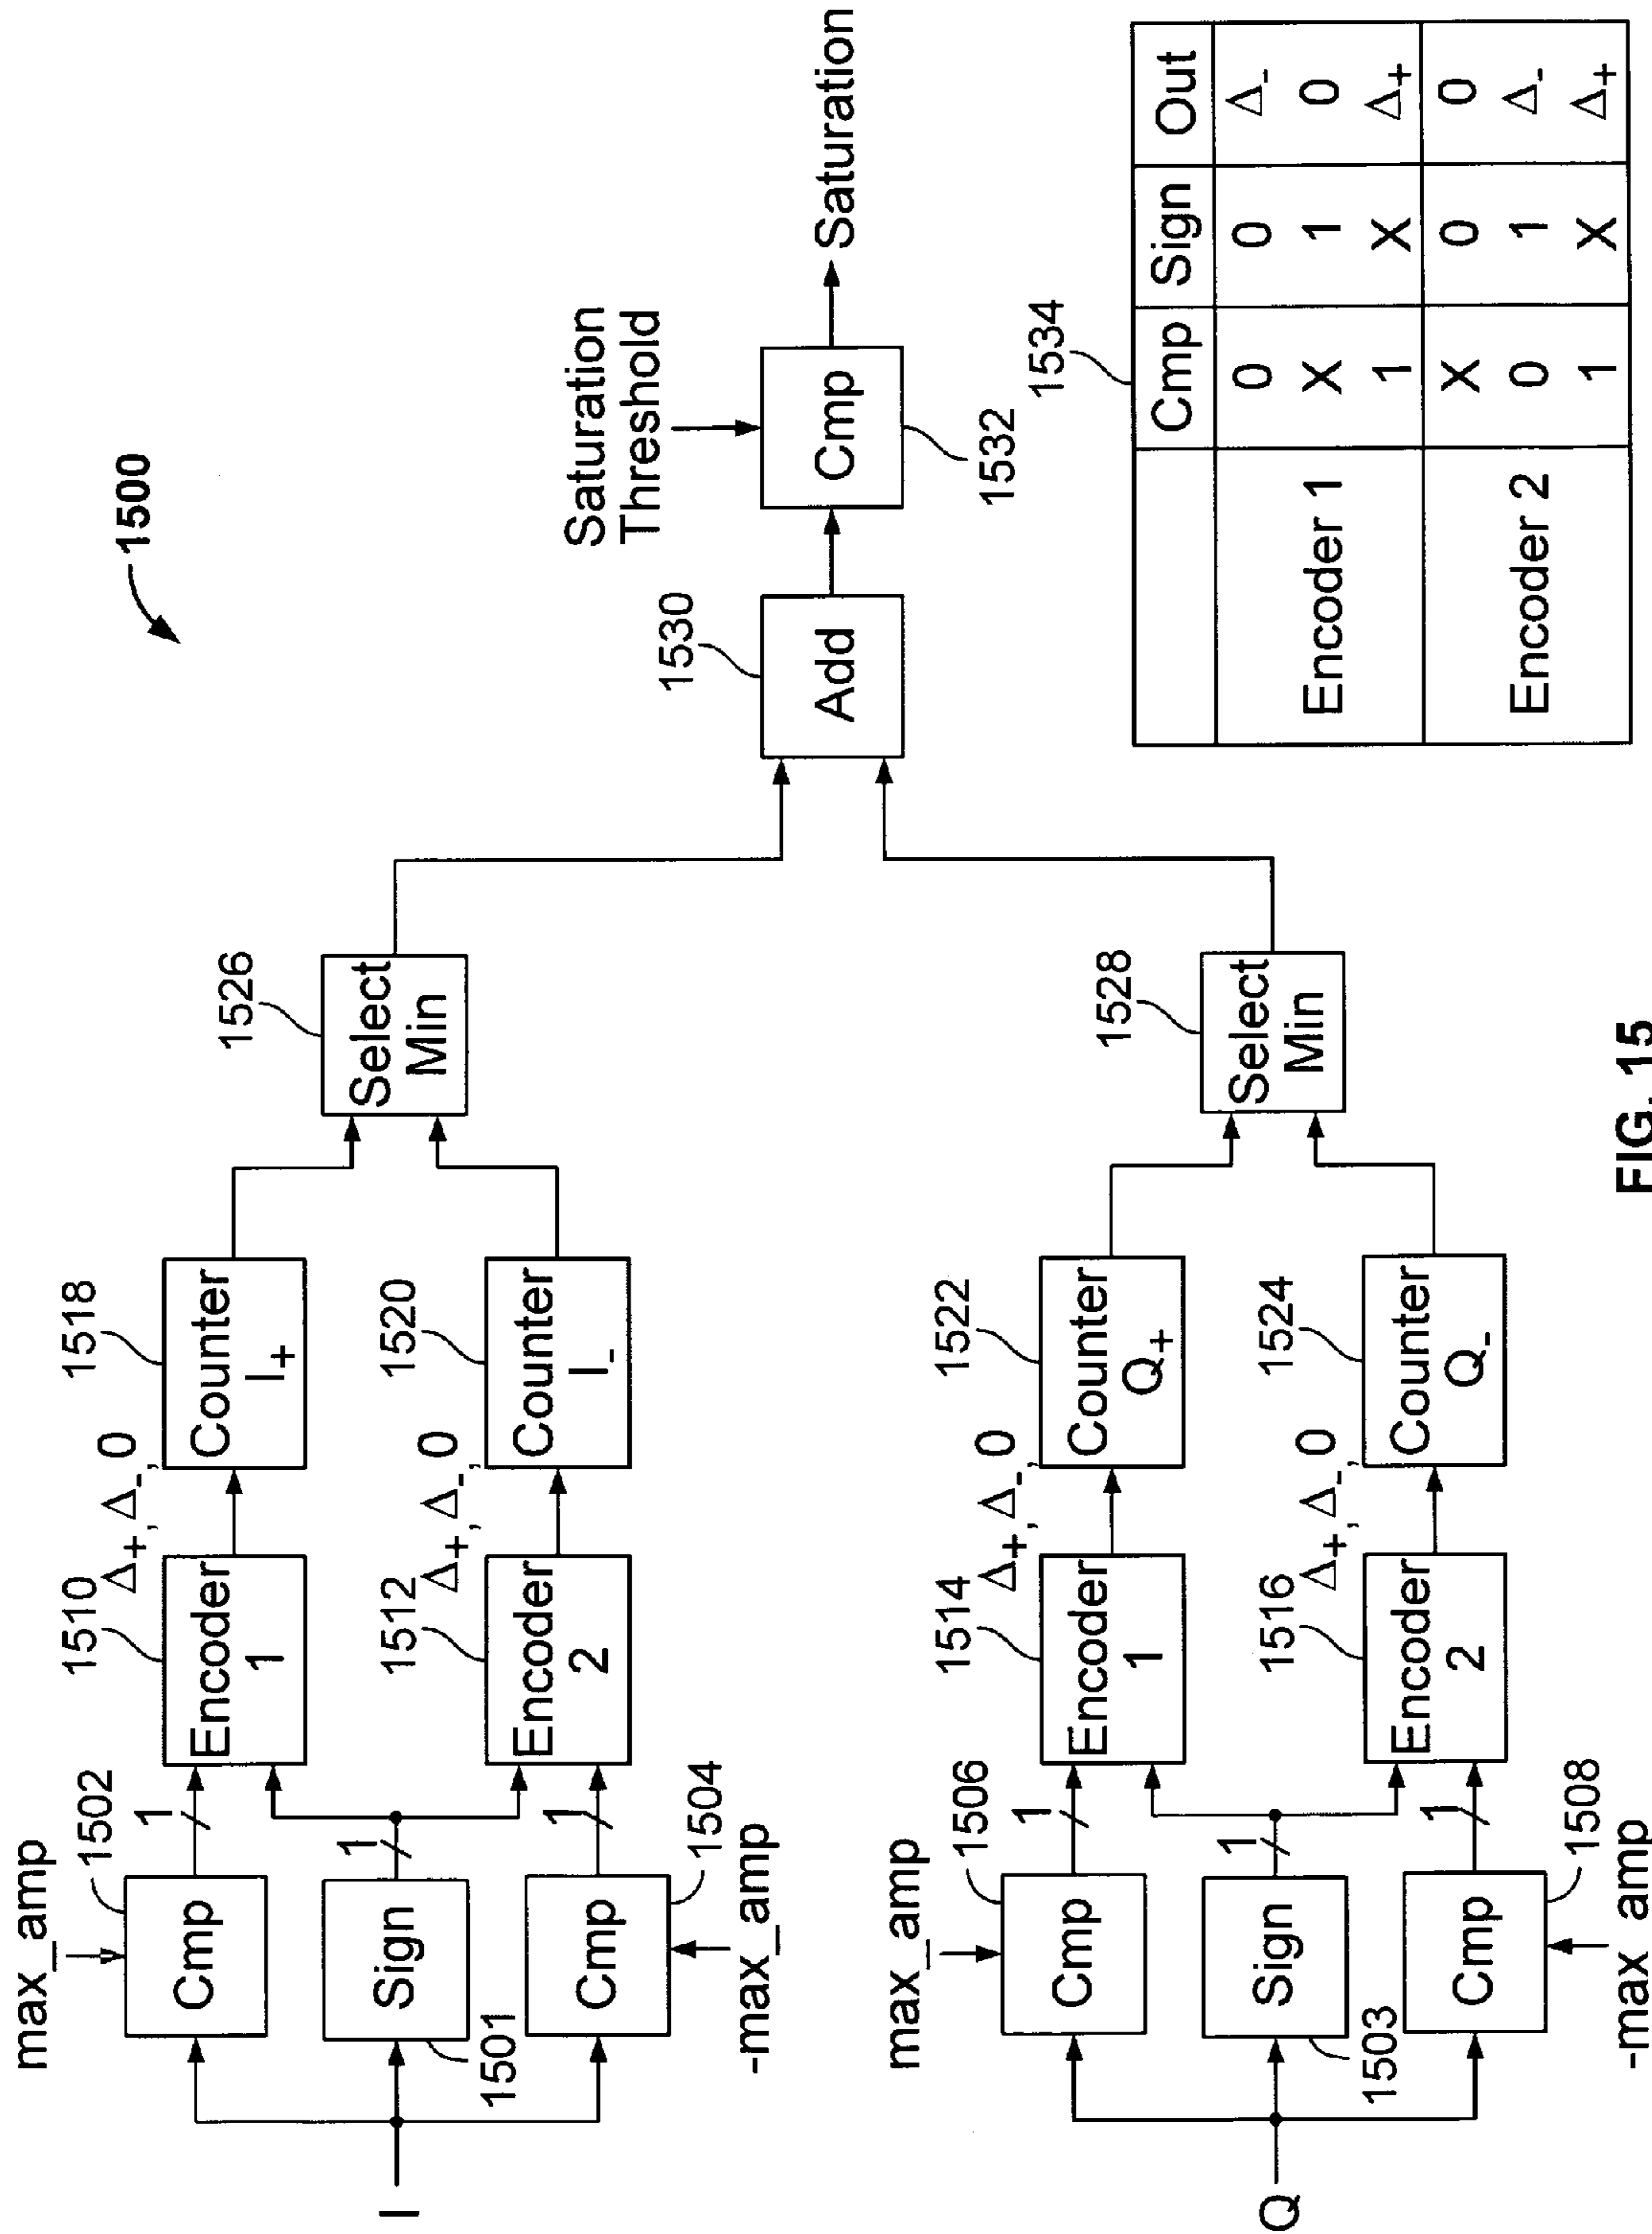 1500
max_amp
1502
Cmp
1
1510
Encoder
1
Δ+, Δ-, 0
1518
Counter
I+
I
Sign
1501
1
1512
Encoder
2
Δ+, Δ-, 0
1520
Counter
I-
Cmp
1
1504
-max_amp
1526
Select
Min
max_amp
1506
Cmp
1
1514
Encoder
1
Δ+, Δ-, 0
1522
Counter
Q+
Q
Sign
1503
1
1516
Encoder
2
Δ+, Δ-, 0
1524
Counter
Q-
Cmp
1
1508
-max_amp
1528
Select
Min
1530
Add
Saturation
Threshold
Cmp
1532
Saturation
1534
Cmp Sign Out
Encoder 1
0 0 Δ-
X 1 0
1 X Δ+
Encoder 2
X 0 0
0 1 Δ-
1 X Δ+
FIG. 15